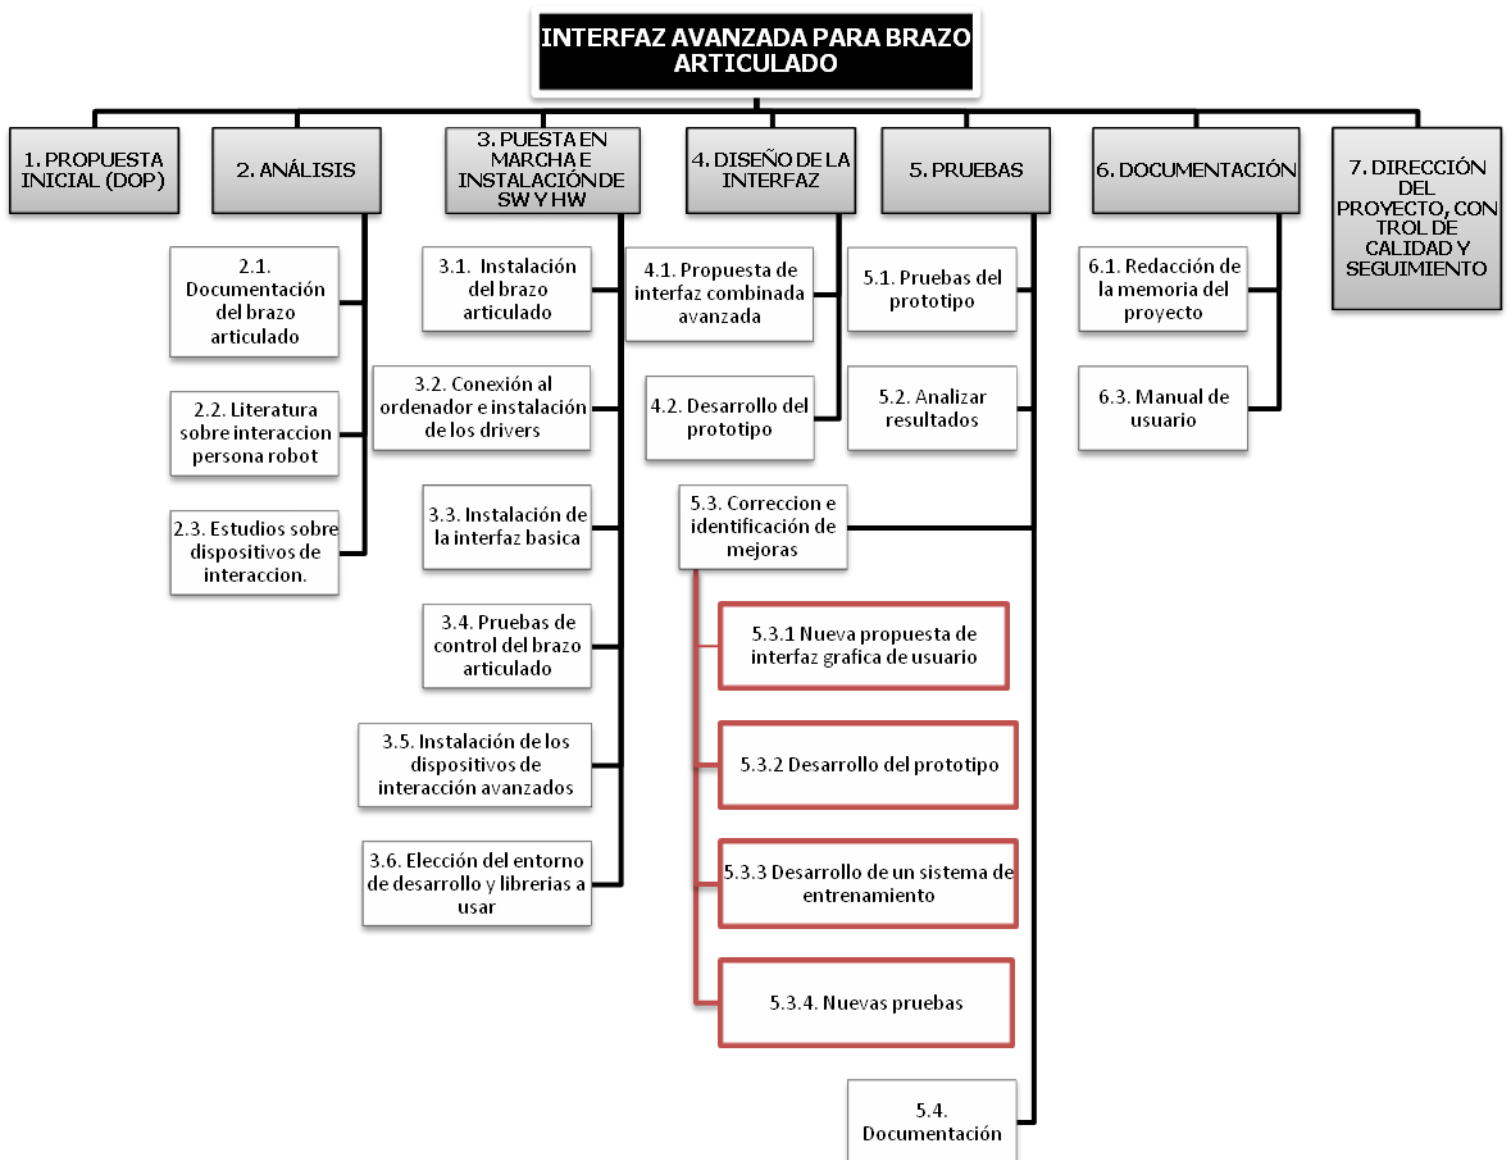 INTERFAZ AVANZADA PARA BRAZO
ARTICULADO
1. PROPUESTA
INICIAL (DOP)
2. ANÁLISIS
3. PUESTA EN
MARCHA E
INSTALACIÓN DE
SW Y HW
4. DISEÑO DE LA
INTERFAZ
5. PRUEBAS
6. DOCUMENTACIÓN
7. DIRECCIÓN
DEL
PROYECTO, CON
TROL DE
CALIDAD Y
SEGUIMIENTO
2.1.
Documentación
del brazo
articulado
2.2. Literatura
sobre interaccion
persona robot
2.3. Estudios sobre
dispositivos de
interaccion.
3.1. Instalación
del brazo
articulado
3.2. Conexión al
ordenador e instalación
de los drivers
3.3. Instalación de
la interfaz basica
3.4. Pruebas de
control del brazo
articulado
3.5. Instalación de los
dispositivos de
interacción avanzados
3.6. Elección del entorno
de desarrollo y librerias a
usar
4.1. Propuesta de
interfaz combinada
avanzada
4.2. Desarrollo del
prototipo
5.1. Pruebas del
prototipo
5.2. Analizar
resultados
5.3. Correccion e
identificación de
mejoras
5.3.1 Nueva propuesta de
interfaz grafica de usuario
5.3.2 Desarrollo del prototipo
5.3.3 Desarrollo de un sistema de
entrenamiento
5.3.4. Nuevas pruebas
5.4.
Documentación
6.1. Redacción de
la memoria del
proyecto
6.3. Manual de
usuario